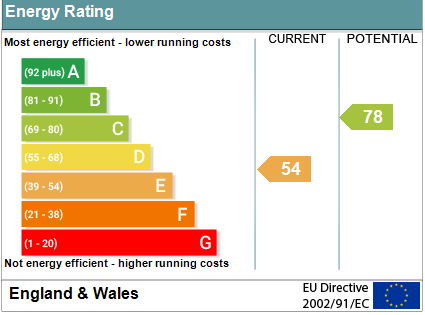 Energy Rating
Most energy efficient - lower running costs
CURRENT
POTENTIAL
(92 plus) A
(81 - 91) B
(69 - 80) C
(55 - 68) D
(39 - 54) E
(21 - 38) F
(1 - 20) G
54
78
Not energy efficient - higher running costs
England & Wales
EU Directive
2002/91/EC